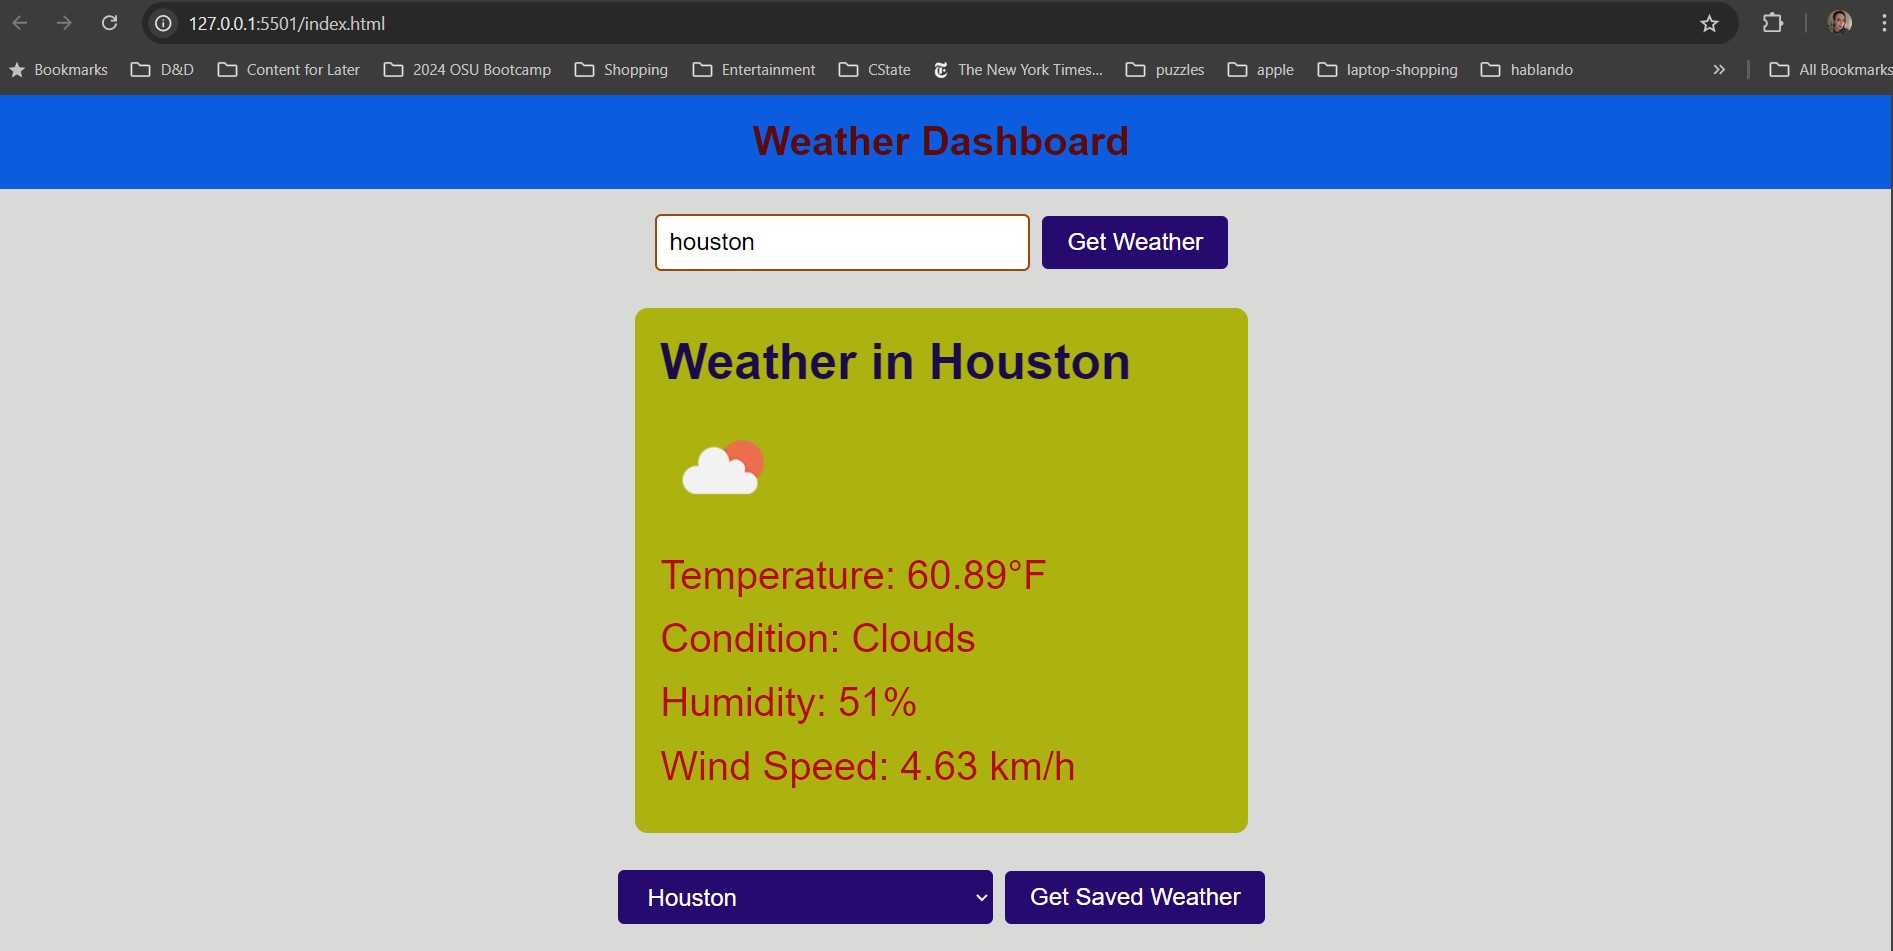 127.0.0.1:5501/index.html
Bookmarks D&D Content for Later 2024 OSU Bootcamp Shopping Entertainment CState The New York Times... puzzles apple laptop-shopping hablando » All Bookmarks
Weather Dashboard
houston Get Weather
Weather in Houston
Temperature: 60.89°F
Condition: Clouds
Humidity: 51%
Wind Speed: 4.63 km/h
Houston Get Saved Weather